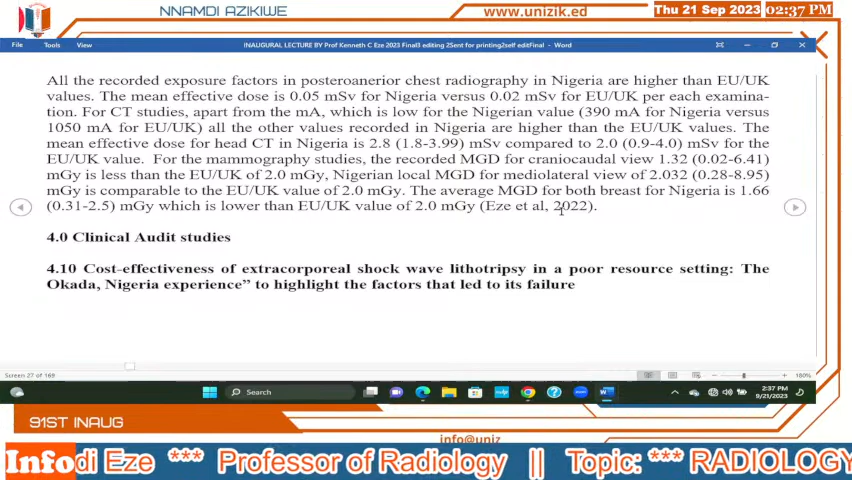 NNAMDI AZIKIWE
www.unizik.ed
Thu 21 Sep 2023 02:37 PM
File Tools View
INAUGIRAL LECTURE BY Prof Kenneth C Eze 2023 Final3 editing 2Sent for printing2self editFinal - Word
All the recorded exposure factors in posteroanerior chest radiography in Nigeria are higher than EU/UK
values. The mean effective dose is 0.05 mSv for Nigeria versus 0.02 mSv for EU/UK per each examina-
tion. For CT studies, apart from the mA, which is low for the Nigerian value (390 mA for Nigeria versus
1050 mA for EU/UK) all the other values recorded in Nigeria are higher than the EU/UK values. The
mean effective dose for head CT in Nigeria is 2.8 (1.8-3.99) mSv compared to 2.0 (0.9-4.0) mSv for the
EU/UK value. For the mammography studies, the recorded MGD for craniocaudal view 1.32 (0.02-6.41)
mGy is less than the EU/UK of 2.0 mGy, Nigerian local MGD for mediolateral view of 2.032 (0.28-8.95)
mGy is comparable to the EU/UK value of 2.0 mGy. The average MGD for both breast for Nigeria is 1.66
(0.31-2.5) mGy which is lower than EU/UK value of 2.0 mGy (Eze et al, 2022).
4.0 Clinical Audit studies
4.10 Cost-effectiveness of extracorporeal shock wave lithotripsy in a poor resource setting: The
Okada, Nigeria experience” to highlight the factors that led to its failure
Screen 27 of 169
180%
Search
2:37 PM
9/21/2023
91ST INAUG
info@uniz
Info di Eze *** Professor of Radiology || Topic: *** RADIOLOGY